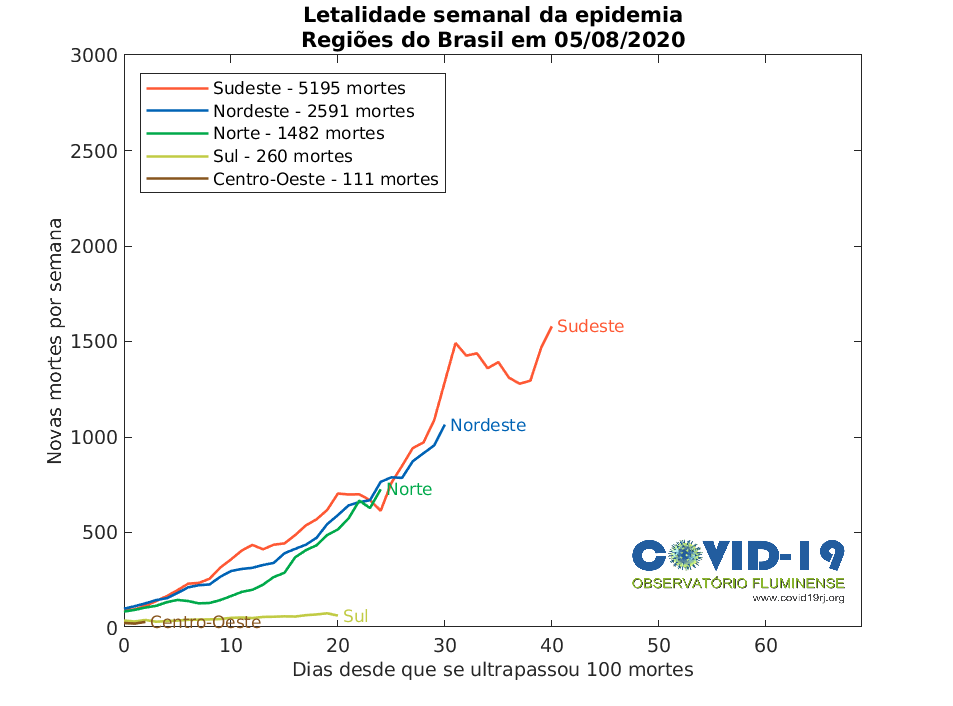 Letalidade semanal da epidemia
Regiões do Brasil em 05/08/2020
3000
2500
2000
1500
1000
500
0
Novas mortes por semana
Sudeste - 5195 mortes
Nordeste - 2591 mortes
Norte - 1482 mortes
Sul - 260 mortes
Centro-Oeste - 111 mortes
Sudeste
Nordeste
Norte
Sul
Centro-Oeste
COVID-19
OBSERVATÓRIO FLUMINENSE
www.covid19rj.org
0 10 20 30 40 50 60
Dias desde que se ultrapassou 100 mortes